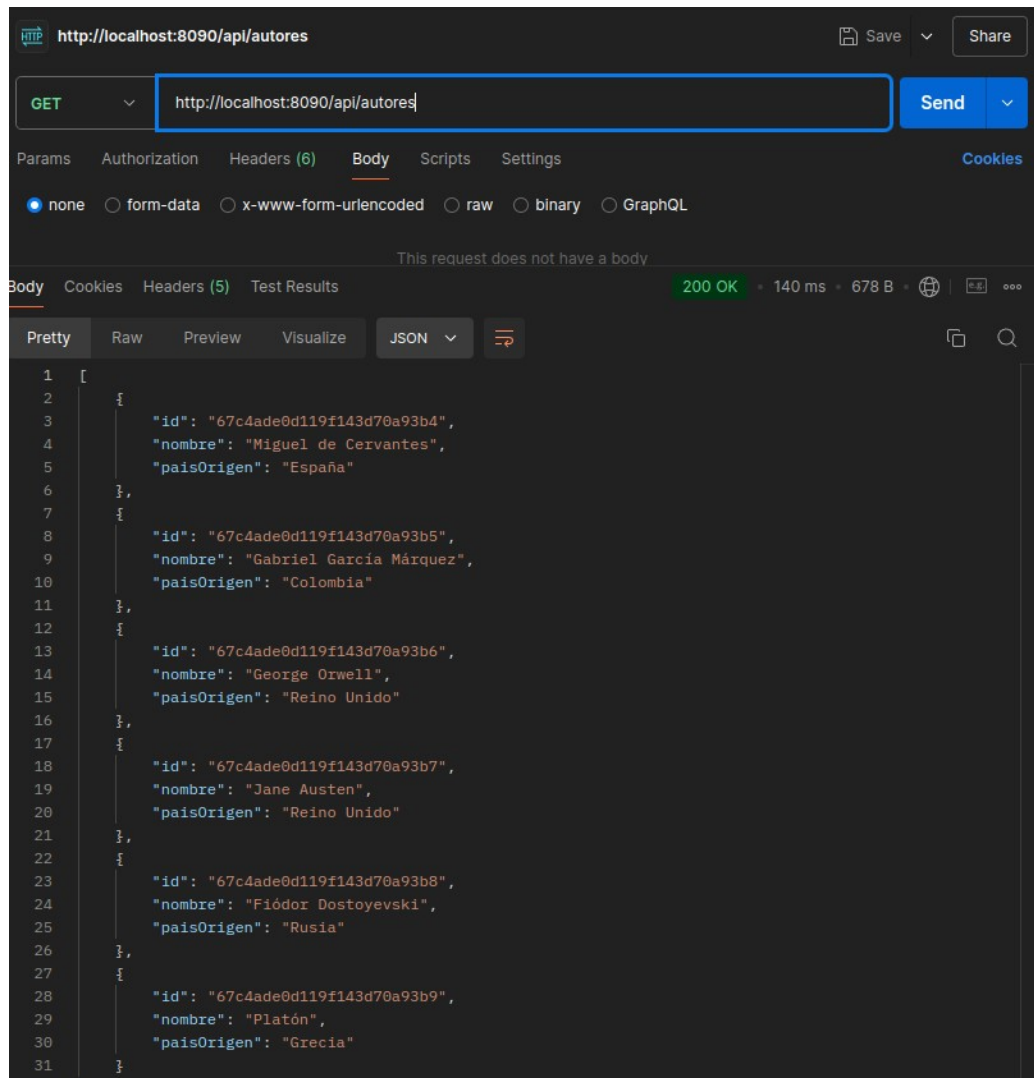 HTTP http://localhost:8090/api/autores Save Share
GET http://localhost:8090/api/autores Send
Params Authorization Headers (6) Body Scripts Settings Cookies
none form-data x-www-form-urlencoded raw binary GraphQL
This request does not have a body
Body Cookies Headers (5) Test Results 200 OK • 140 ms • 678 B • e.g.
Pretty Raw Preview Visualize JSON
1 [
2 {
3 "id": "67c4ade0d119f143d70a93b4",
4 "nombre": "Miguel de Cervantes",
5 "paisOrigen": "España"
6 },
7 {
8 "id": "67c4ade0d119f143d70a93b5",
9 "nombre": "Gabriel García Márquez",
10 "paisOrigen": "Colombia"
11 },
12 {
13 "id": "67c4ade0d119f143d70a93b6",
14 "nombre": "George Orwell",
15 "paisOrigen": "Reino Unido"
16 },
17 {
18 "id": "67c4ade0d119f143d70a93b7",
19 "nombre": "Jane Austen",
20 "paisOrigen": "Reino Unido"
21 },
22 {
23 "id": "67c4ade0d119f143d70a93b8",
24 "nombre": "Fiódor Dostoyevski",
25 "paisOrigen": "Rusia"
26 },
27 {
28 "id": "67c4ade0d119f143d70a93b9",
29 "nombre": "Platón",
30 "paisOrigen": "Grecia"
31 }